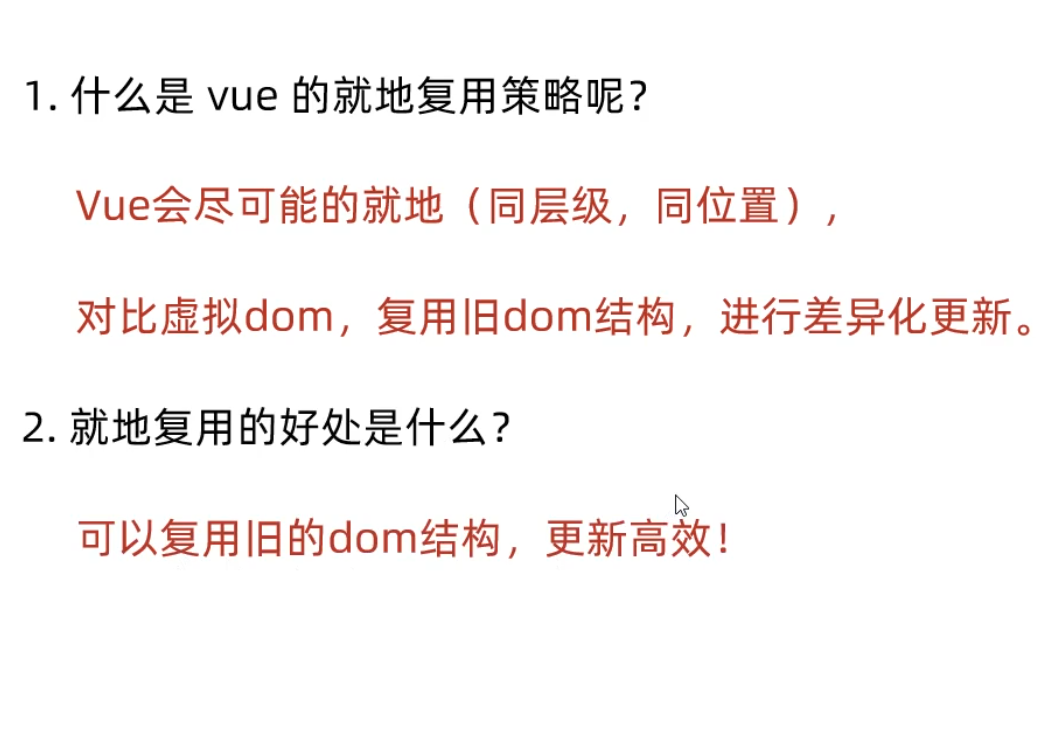 1. 什么是 vue 的就地复用策略呢？
Vue会尽可能的就地（同层级，同位置），
对比虚拟dom，复用旧dom结构，进行差异化更新。
2. 就地复用的好处是什么？
可以复用旧的dom结构，更新高效！